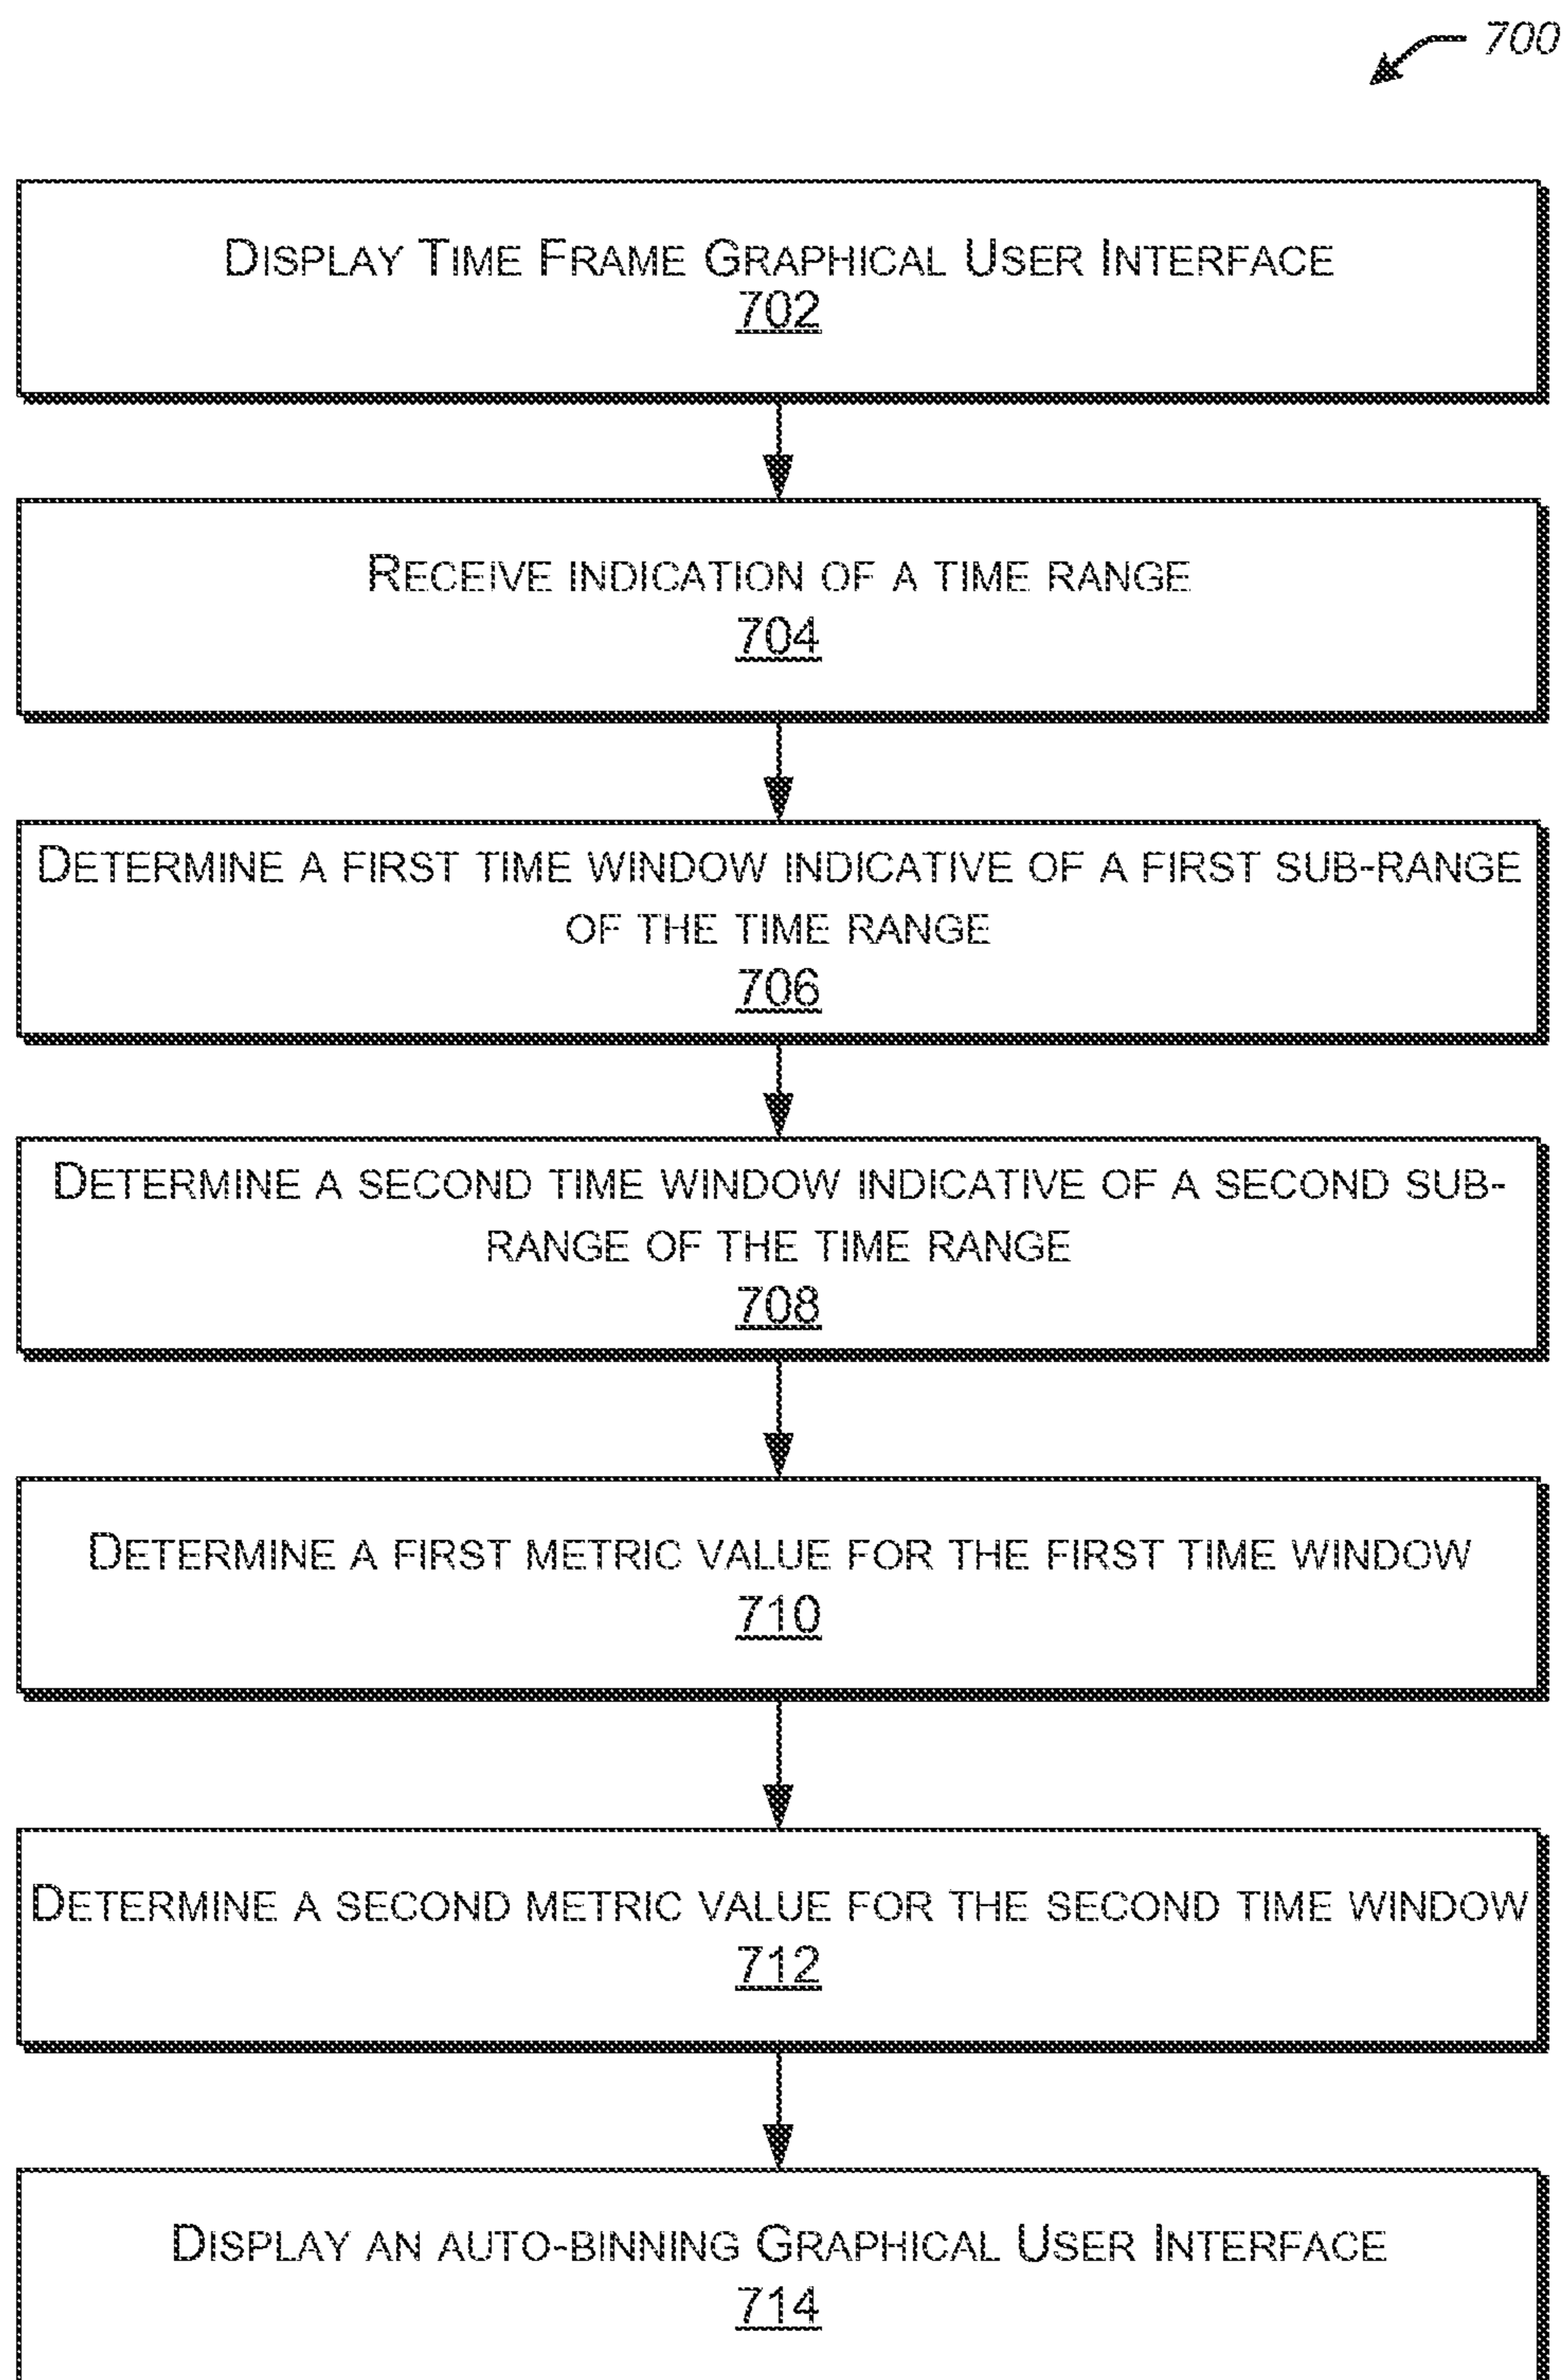 700
DISPLAY TIME FRAME GRAPHICAL USER INTERFACE
702
RECEIVE INDICATION OF A TIME RANGE
704
DETERMINE A FIRST TIME WINDOW INDICATIVE OF A FIRST SUB-RANGE
OF THE TIME RANGE
706
DETERMINE A SECOND TIME WINDOW INDICATIVE OF A SECOND SUB-
RANGE OF THE TIME RANGE
708
DETERMINE A FIRST METRIC VALUE FOR THE FIRST TIME WINDOW
710
DETERMINE A SECOND METRIC VALUE FOR THE SECOND TIME WINDOW
712
DISPLAY AN AUTO-BINNING GRAPHICAL USER INTERFACE
714